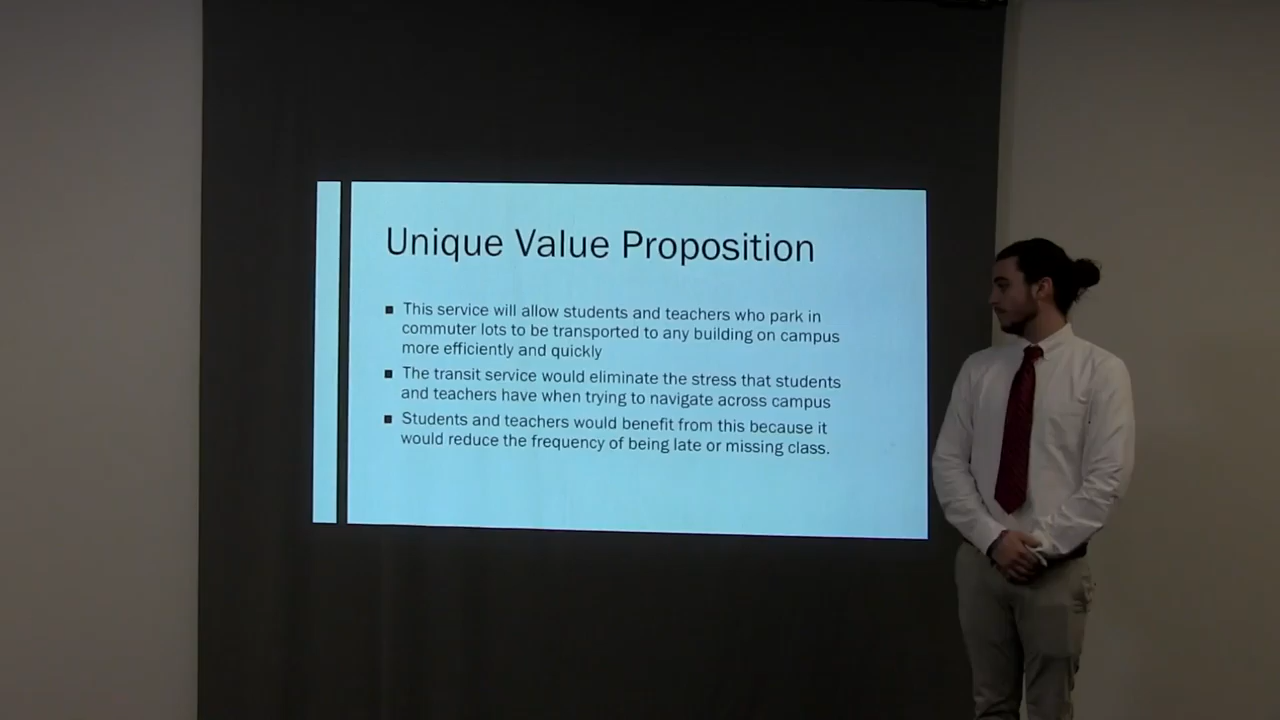 Unique Value Proposition
This service will allow students and teachers who park in
commuter lots to be transported to any building on campus
more efficiently and quickly
The transit service would eliminate the stress that students
and teachers have when trying to navigate across campus
Students and teachers would benefit from this because it
would reduce the frequency of being late or missing class.